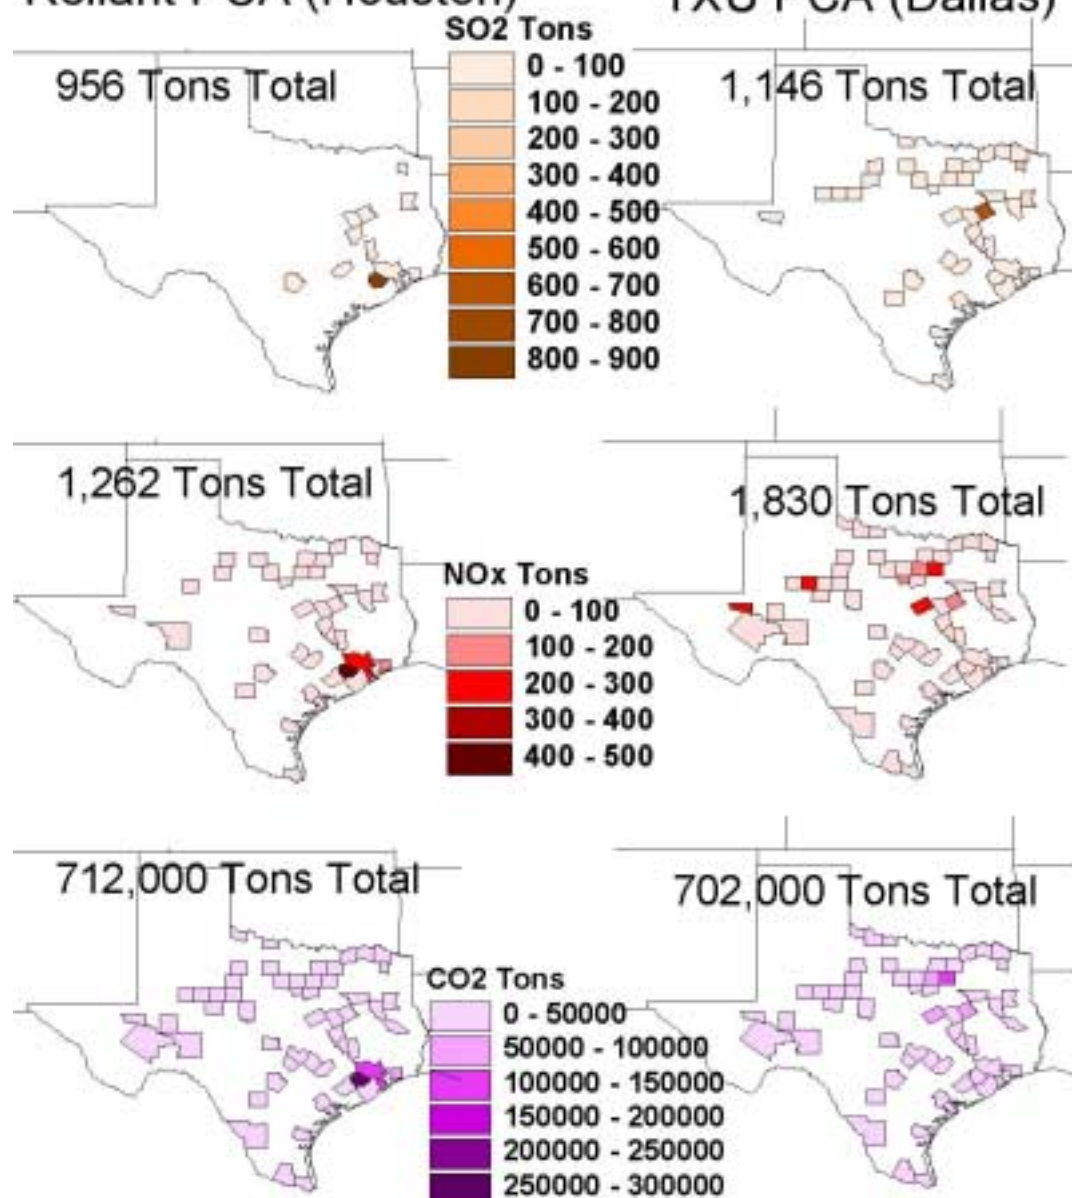 Reliant PCA (Houston)
TXU PCA (Dallas)
SO2 Tons
956 Tons Total
1,146 Tons Total
0 - 100
100 - 200
200 - 300
300 - 400
400 - 500
500 - 600
600 - 700
700 - 800
800 - 900
1,262 Tons Total
1,830 Tons Total
NOx Tons
0 - 100
100 - 200
200 - 300
300 - 400
400 - 500
712,000 Tons Total
702,000 Tons Total
CO2 Tons
0 - 50000
50000 - 100000
100000 - 150000
150000 - 200000
200000 - 250000
250000 - 300000